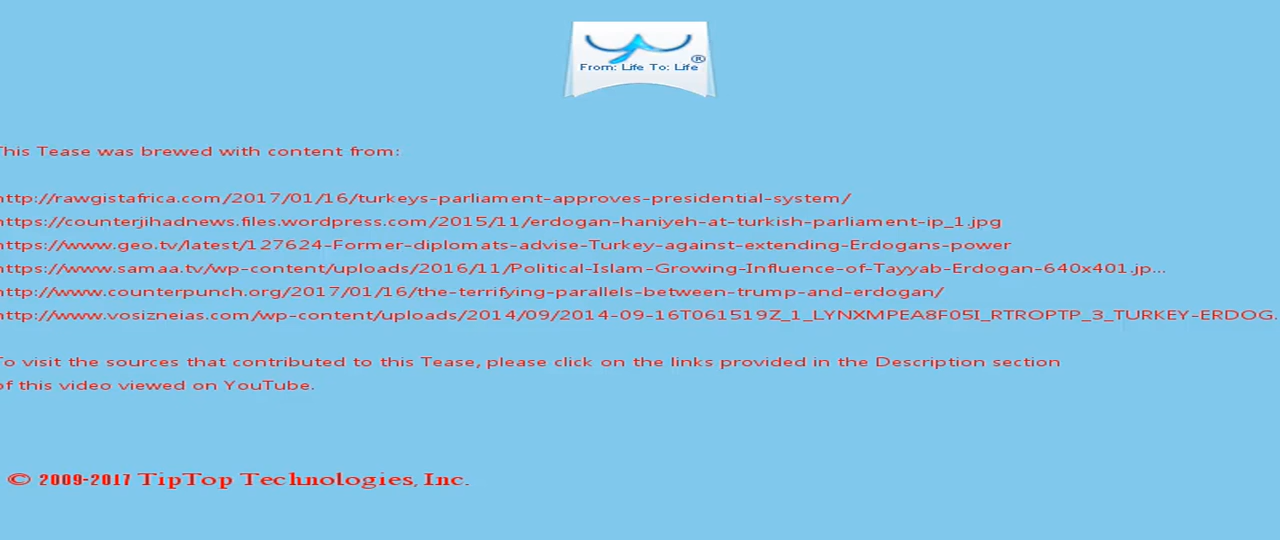 From: Life To: Life®
This Tease was brewed with content from:
http://rawgistafrica.com/2017/01/16/turkeys-parliament-approves-presidential-system/
https://counterjihadnews.files.wordpress.com/2015/11/erdogan-haniyeh-at-turkish-parliament-ip_1.jpg
https://www.geo.tv/latest/127624-Former-diplomats-advise-Turkey-against-extending-Erdogans-power
https://www.samaa.tv/wp-content/uploads/2016/11/Political-Islam-Growing-Influence-of-Tayyab-Erdogan-640x401.jp...
http://www.counterpunch.org/2017/01/16/the-terrifying-parallels-between-trump-and-erdogan/
http://www.vosizneias.com/wp-content/uploads/2014/09/2014-09-16T061519Z_1_LYNXMPEA8F05I_RTROPTP_3_TURKEY-ERDOG.
To visit the sources that contributed to this Tease, please click on the links provided in the Description section
of this video viewed on YouTube.
© 2009-2017 TipTop Technologies, Inc.